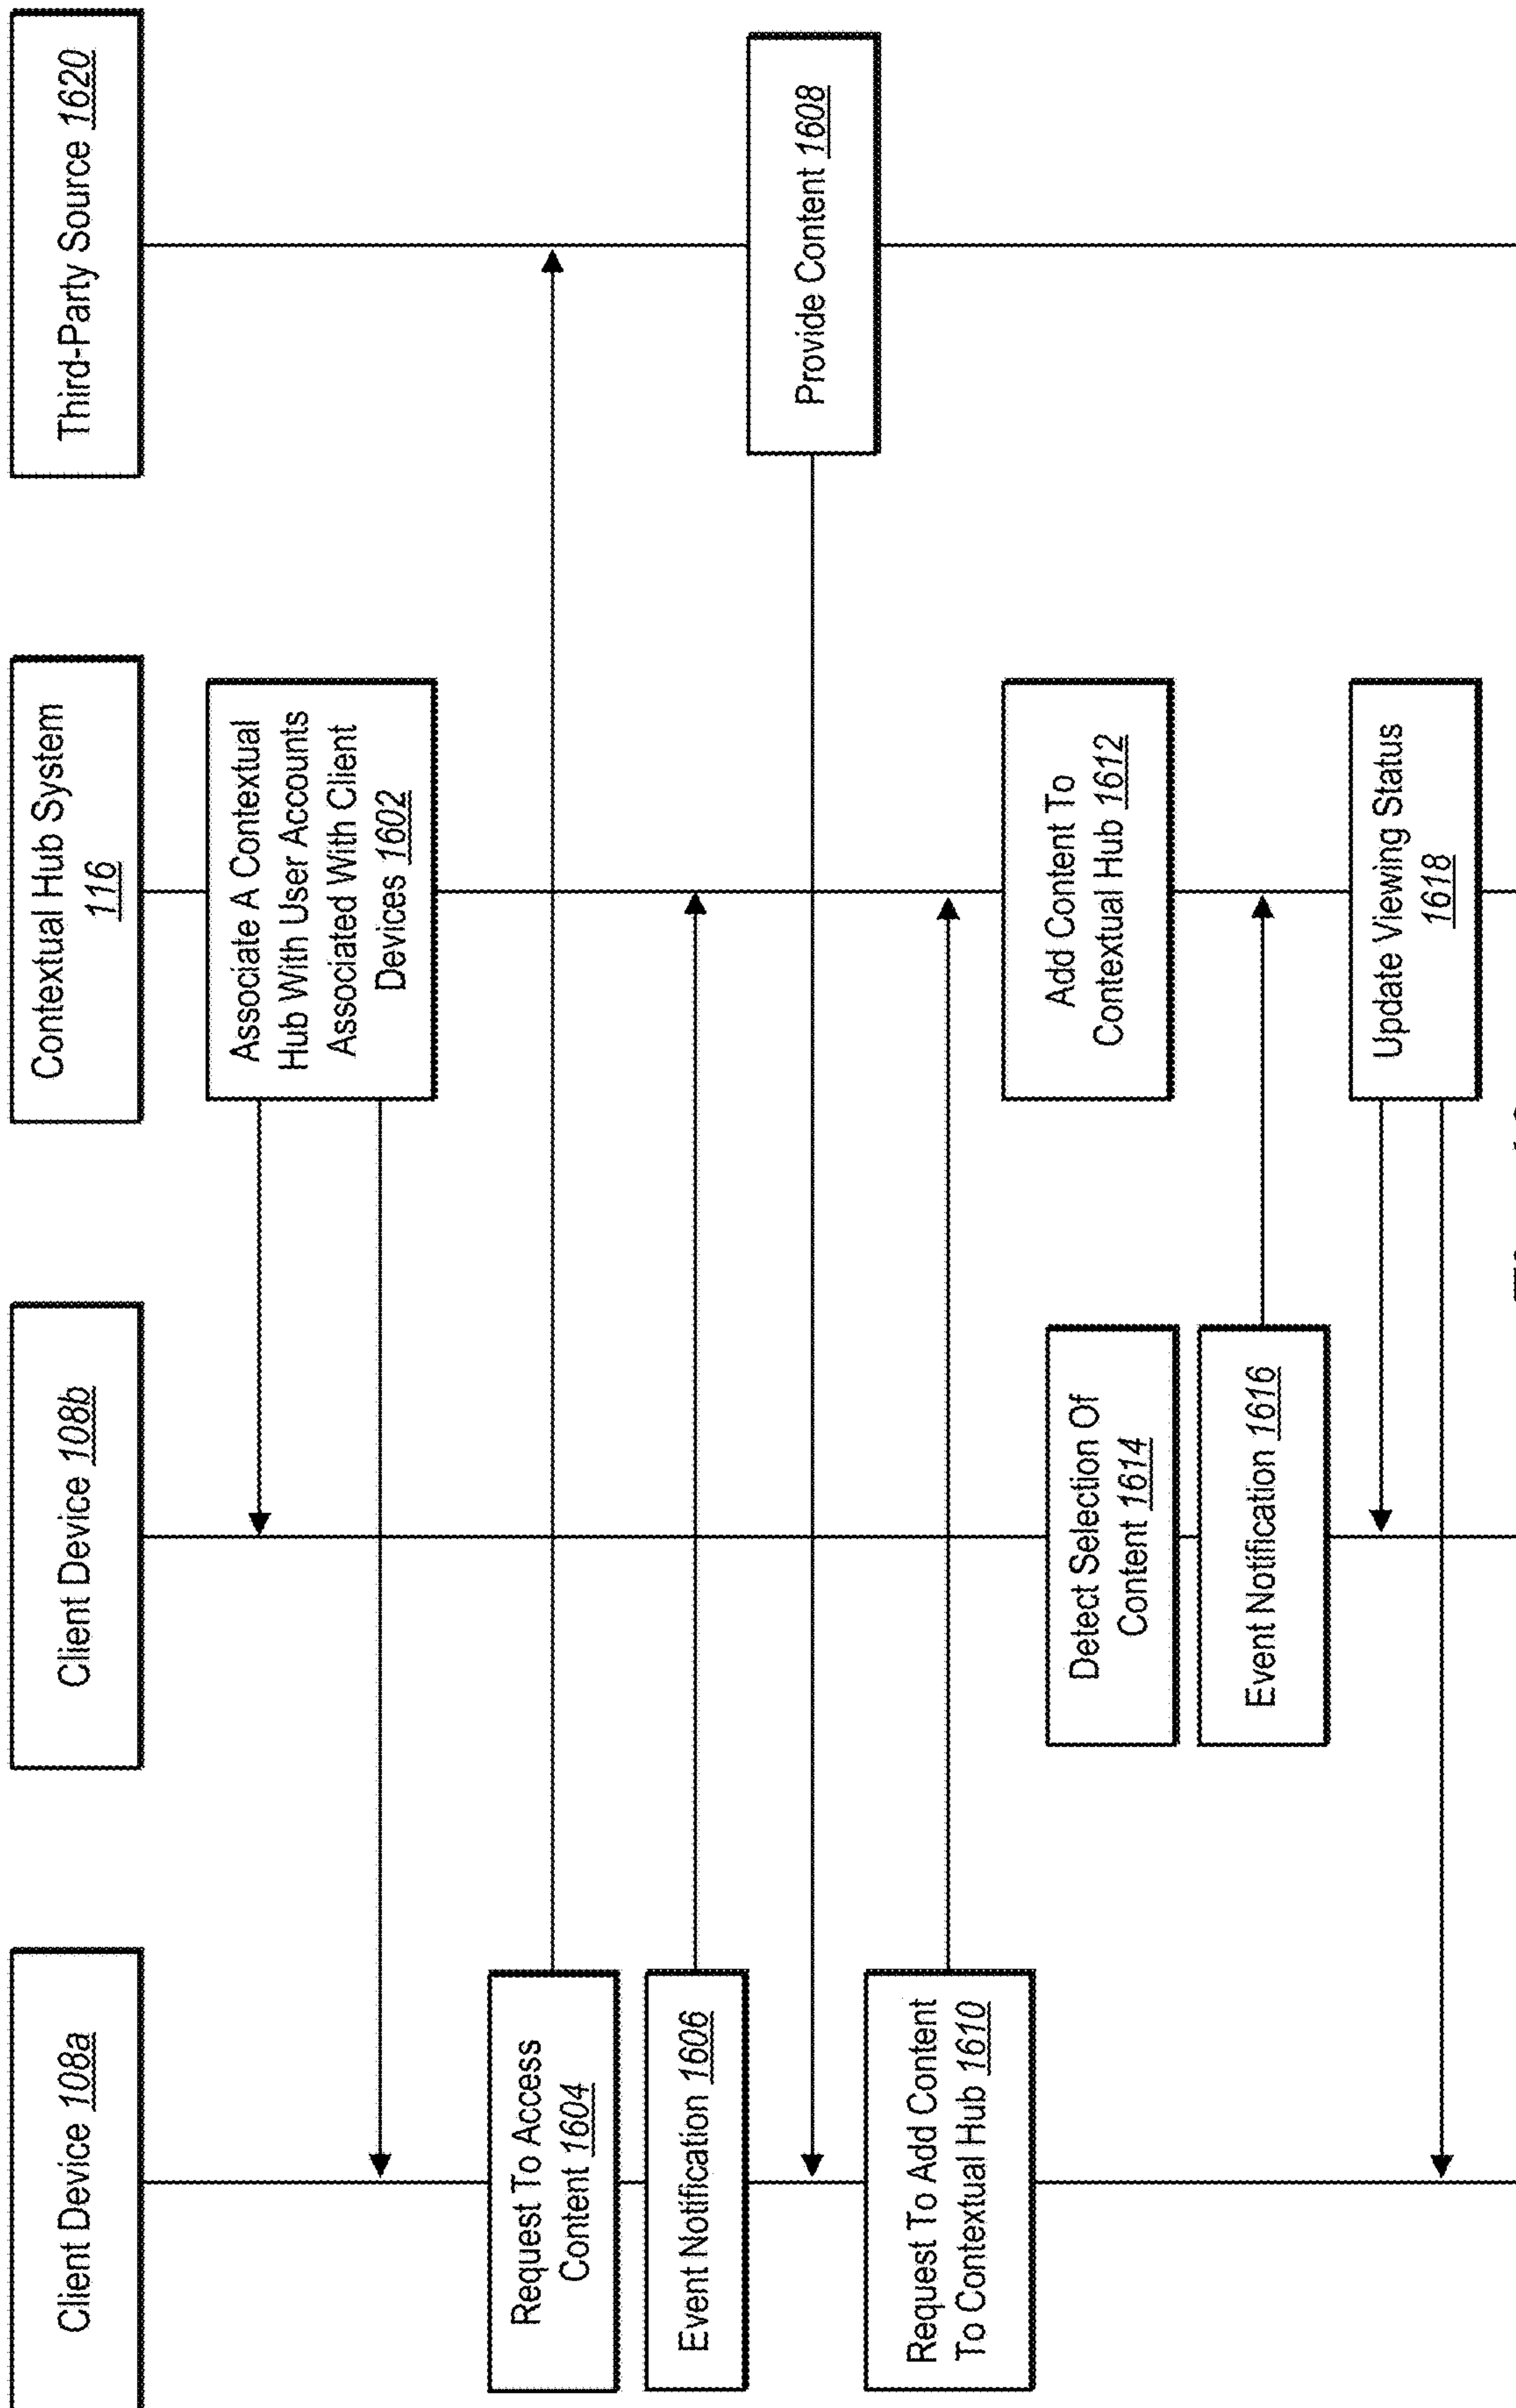 Client Device 108a
Client Device 108b
Contextual Hub System
116
Third-Party Source 1620
Associate A Contextual
Hub With User Accounts
Associated With Client
Devices 1602
Request To Access
Content 1604
Event Notification 1606
Provide Content 1608
Request To Add Content
To Contextual Hub 1610
Add Content To
Contextual Hub 1612
Detect Selection Of
Content 1614
Event Notification 1616
Update Viewing Status
1618